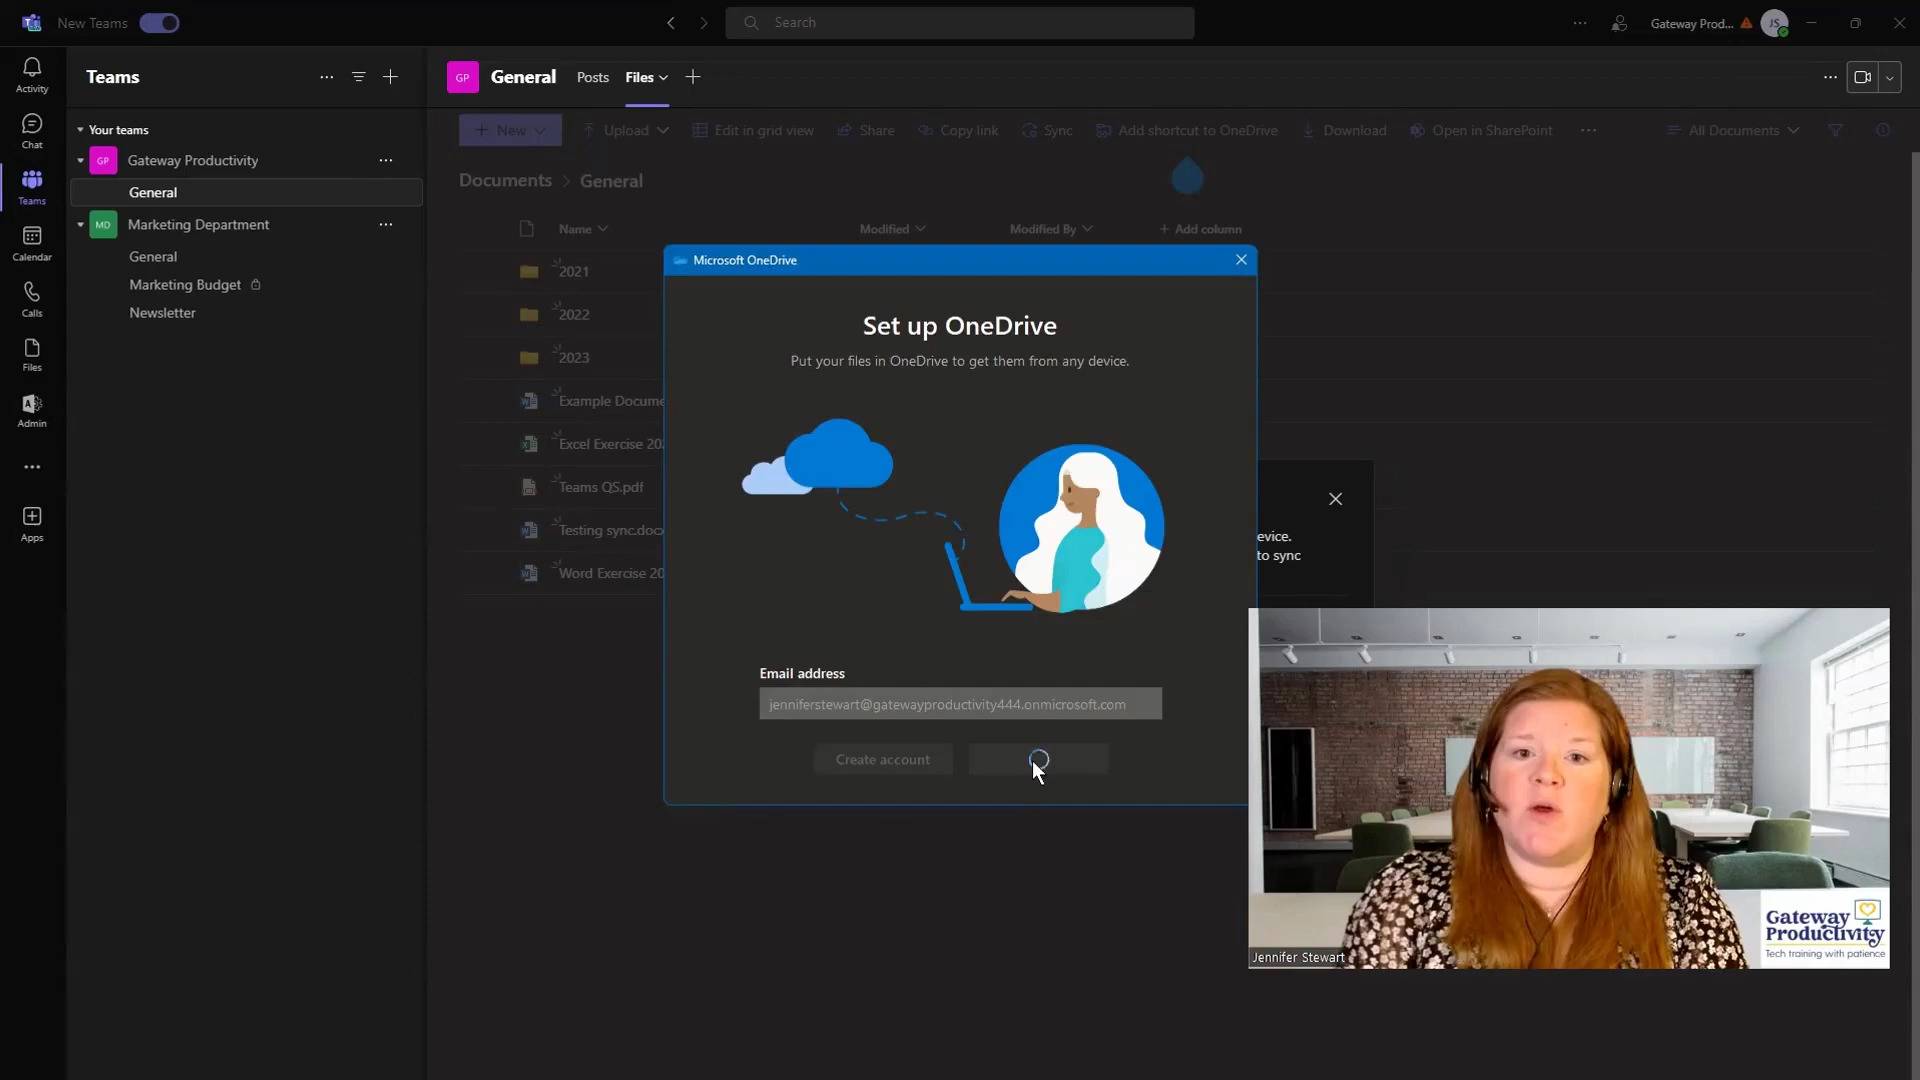 New Teams
Search
Gateway Prod...
JS
Activity
Chat
Teams
Calendar
Calls
Files
Admin
Apps
Teams
Your teams
GP Gateway Productivity
General
MD Marketing Department
General
Marketing Budget
Newsletter
GP General Posts Files
New Upload Edit in grid view Share Copy link Sync Add shortcut to OneDrive Download Open in SharePoint All Documents
Documents > General
Name Modified Modified By + Add column
2021
2022
2023
Example Docume
Excel Exercise 202
Teams QS.pdf
Testing sync.docx
Word Exercise 20
Microsoft OneDrive
Set up OneDrive
Put your files in OneDrive to get them from any device.
Email address
jenniferstewart@gatewayproductivity444.onmicrosoft.com
Create account
evice.
to sync
Gateway
Productivity
Tech training with patience
Jennifer Stewart